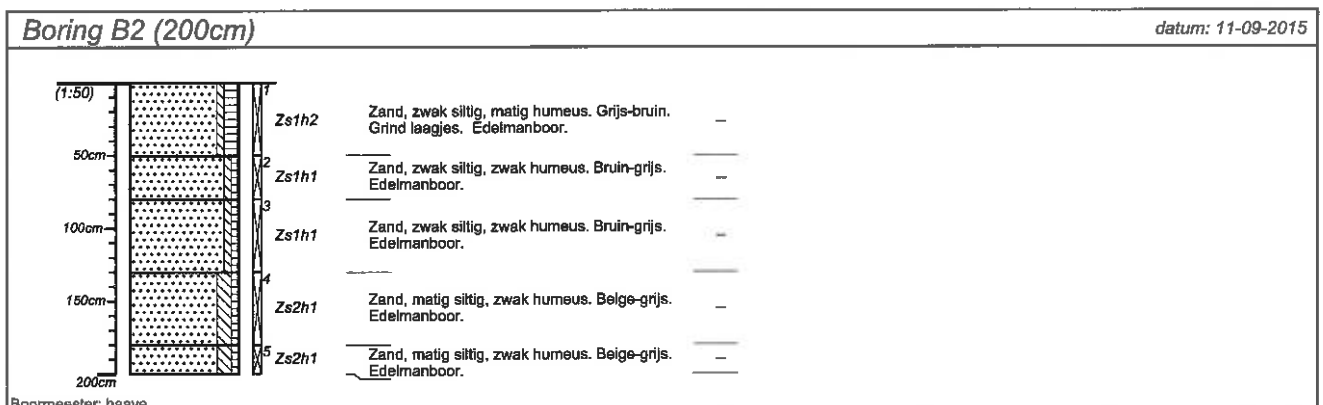 Boring B2 (200cm)
datum: 11-09-2015
(1:50)
1
Zs1h2
Zand, zwak siltig, matig humeus. Grijs-bruin.
Grind laagjes. Edelmanboor.
50cm
2
Zs1h1
Zand, zwak siltig, zwak humeus. Bruin-grijs.
Edelmanboor.
3
100cm
Zs1h1
Zand, zwak siltig, zwak humeus. Bruin-grijs.
Edelmanboor.
4
150cm
Zs2h1
Zand, matig siltig, zwak humeus. Beige-grijs.
Edelmanboor.
5
Zs2h1
Zand, matig siltig, zwak humeus. Beige-grijs.
Edelmanboor.
200cm
Boormeester: haave